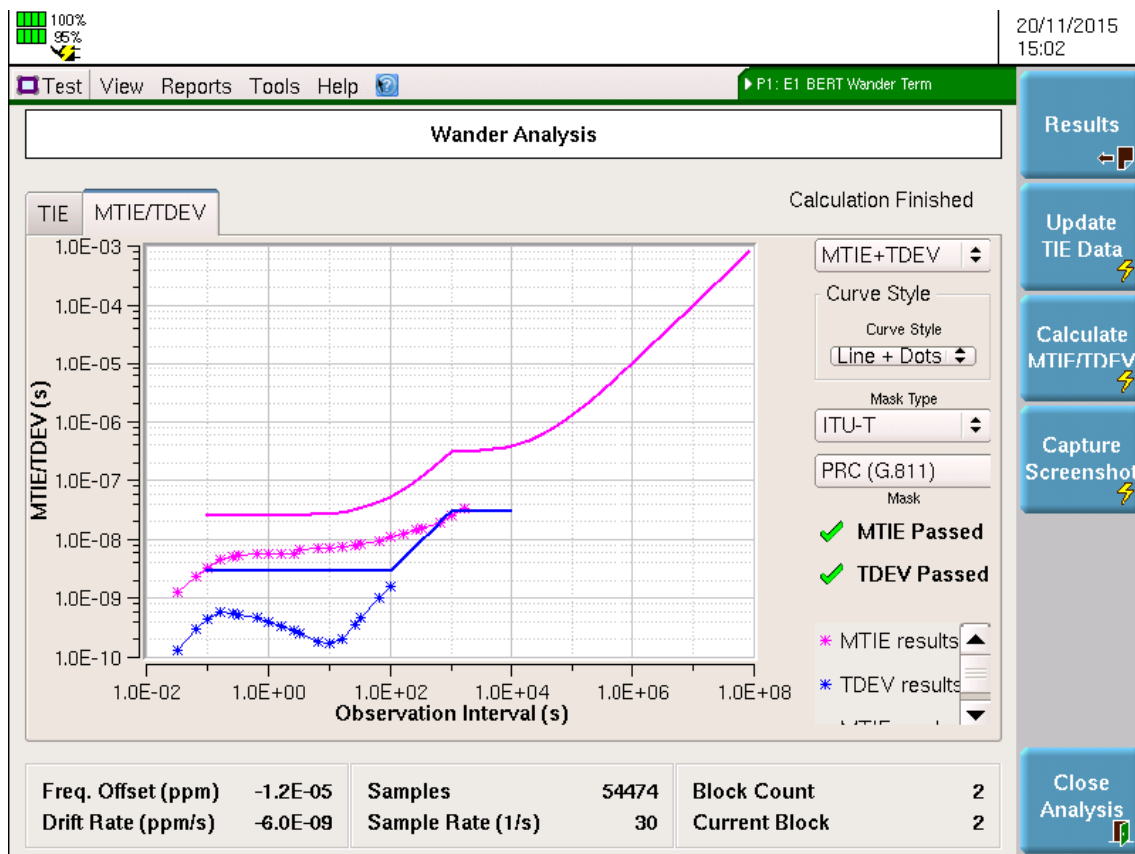 100%
95%
20/11/2015
15:02
Test View Reports Tools Help
P1: E1 BERT Wander Term
Wander Analysis
Results
Update
TIE Data
Calculate
MTIE/TDEV
Capture
Screenshot
Close
Analysis
TIE MTIE/TDEV
Calculation Finished
MTIE/TDEV (s)
1.0E-03
1.0E-04
1.0E-05
1.0E-06
1.0E-07
1.0E-08
1.0E-09
1.0E-10
1.0E-02 1.0E+00 1.0E+02 1.0E+04 1.0E+06 1.0E+08
Observation Interval (s)
MTIE+TDEV
Curve Style
Curve Style
Line + Dots
Mask Type
ITU-T
PRC (G.811)
Mask
MTIE Passed
TDEV Passed
MTIE results
TDEV results
Freq. Offset (ppm) -1.2E-05
Drift Rate (ppm/s) -6.0E-09
Samples 54474
Sample Rate (1/s) 30
Block Count 2
Current Block 2